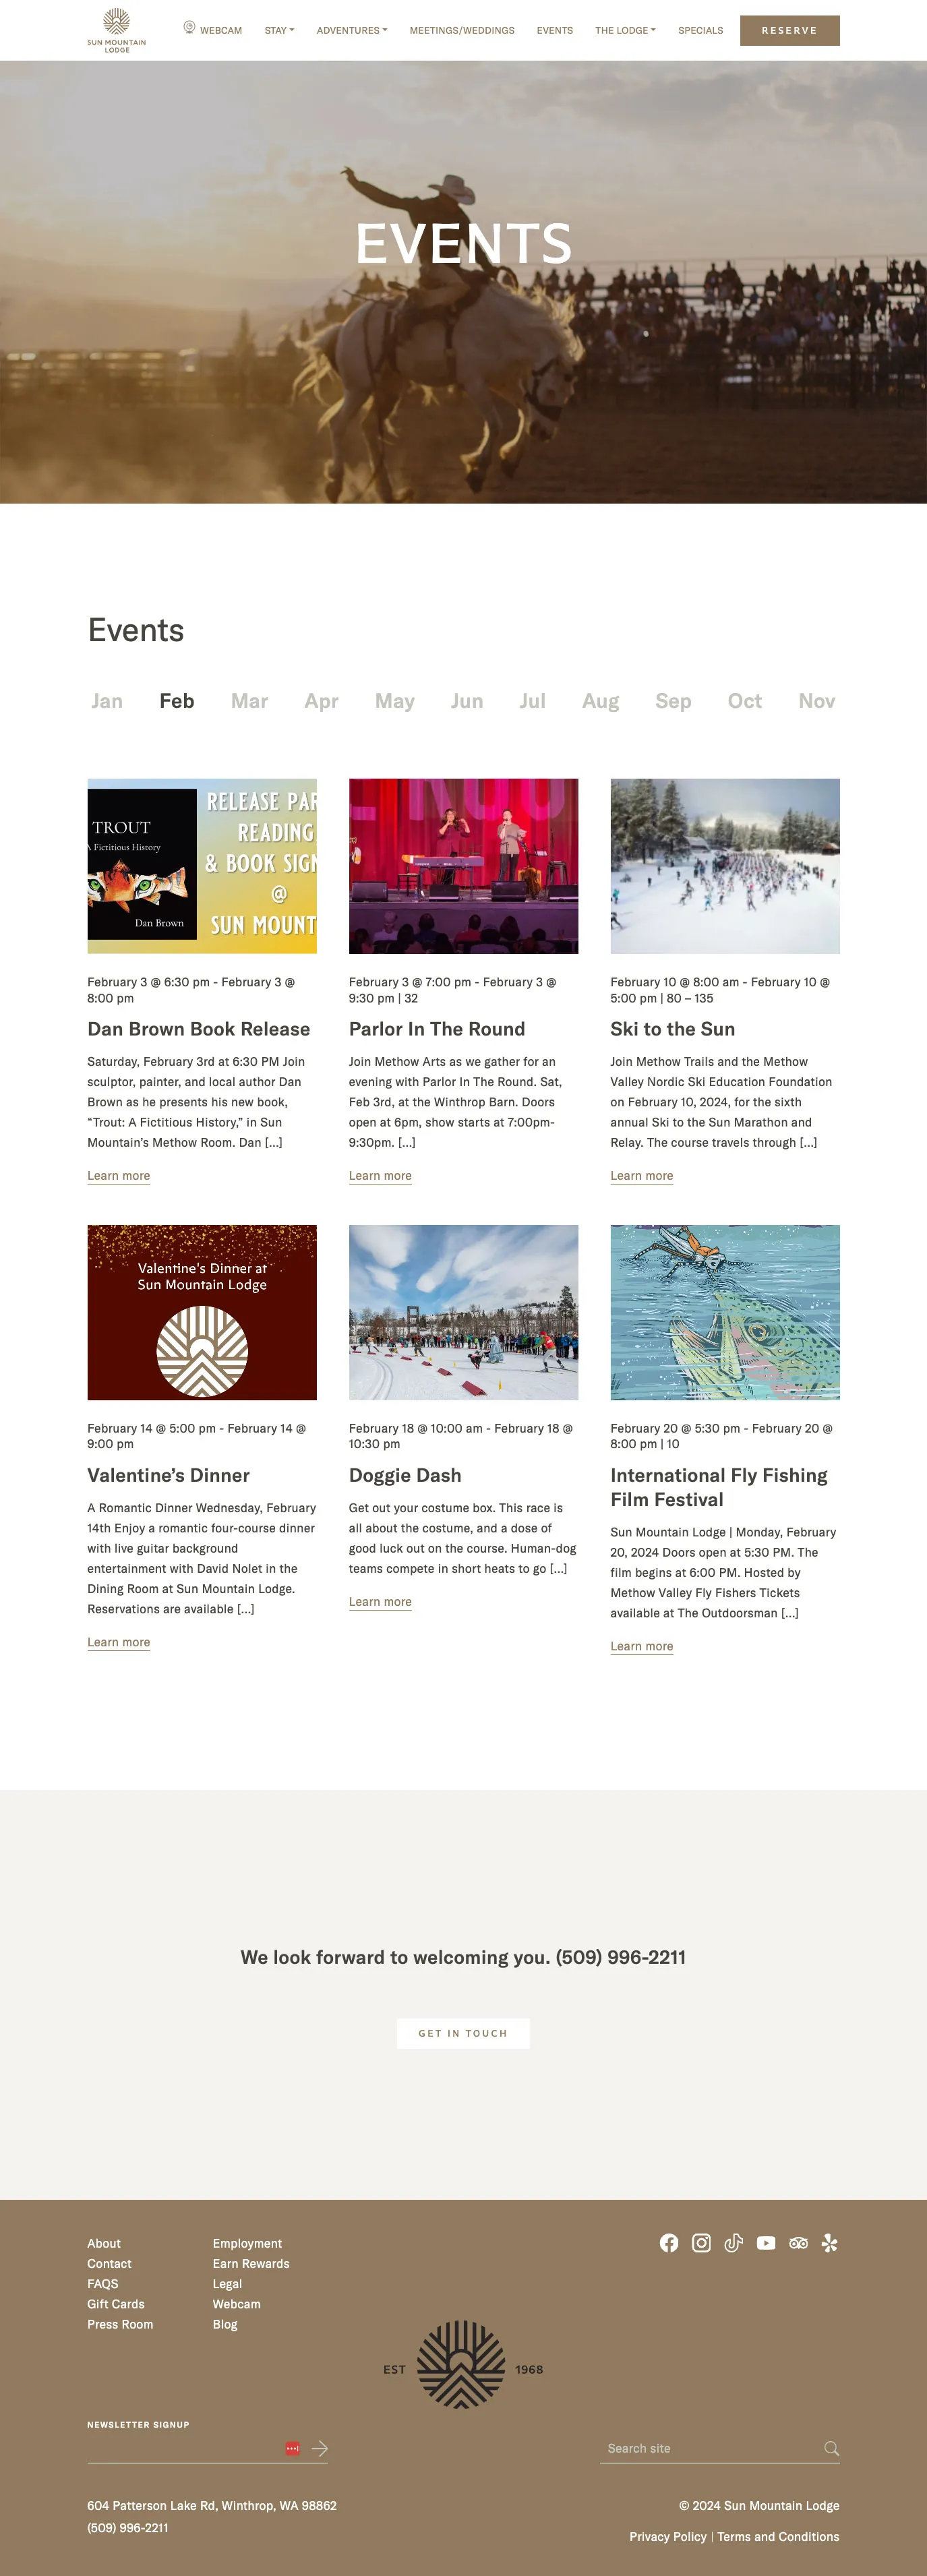 SUN MOUNTAIN
LODGE
WEBCAM
STAY
ADVENTURES
MEETINGS/WEDDINGS
EVENTS
THE LODGE
SPECIALS
RESERVE
EVENTS
Events
Jan
Feb
Mar
Apr
May
Jun
Jul
Aug
Sep
Oct
Nov
TROUT
A Fictitious History
Dan Brown
RELEASE PAR
READING
& BOOK SIGN
@
SUN MOUNT
February 3 @ 6:30 pm - February 3 @
8:00 pm
Dan Brown Book Release
Saturday, February 3rd at 6:30 PM Join
sculptor, painter, and local author Dan
Brown as he presents his new book,
“Trout: A Fictitious History,” in Sun
Mountain’s Methow Room. Dan [...]
Learn more
February 3 @ 7:00 pm - February 3 @
9:30 pm | 32
Parlor In The Round
Join Methow Arts as we gather for an
evening with Parlor In The Round. Sat,
Feb 3rd, at the Winthrop Barn. Doors
open at 6pm, show starts at 7:00pm-
9:30pm. [...]
Learn more
February 10 @ 8:00 am - February 10 @
5:00 pm | 80 – 135
Ski to the Sun
Join Methow Trails and the Methow
Valley Nordic Ski Education Foundation
on February 10, 2024, for the sixth
annual Ski to the Sun Marathon and
Relay. The course travels through [...]
Learn more
Valentine's Dinner at
Sun Mountain Lodge
February 14 @ 5:00 pm - February 14 @
9:00 pm
Valentine’s Dinner
A Romantic Dinner Wednesday, February
14th Enjoy a romantic four-course dinner
with live guitar background
entertainment with David Nolet in the
Dining Room at Sun Mountain Lodge.
Reservations are available [...]
Learn more
February 18 @ 10:00 am - February 18 @
10:30 pm
Doggie Dash
Get out your costume box. This race is
all about the costume, and a dose of
good luck out on the course. Human-dog
teams compete in short heats to go [...]
Learn more
February 20 @ 5:30 pm - February 20 @
8:00 pm | 10
International Fly Fishing
Film Festival
Sun Mountain Lodge | Monday, February
20, 2024 Doors open at 5:30 PM. The
film begins at 6:00 PM. Hosted by
Methow Valley Fly Fishers Tickets
available at The Outdoorsman [...]
Learn more
We look forward to welcoming you. (509) 996-2211
GET IN TOUCH
About
Contact
FAQS
Gift Cards
Press Room
Employment
Earn Rewards
Legal
Webcam
Blog
EST
1968
NEWSLETTER SIGNUP
Search site
604 Patterson Lake Rd, Winthrop, WA 98862
(509) 996-2211
© 2024 Sun Mountain Lodge
Privacy Policy | Terms and Conditions